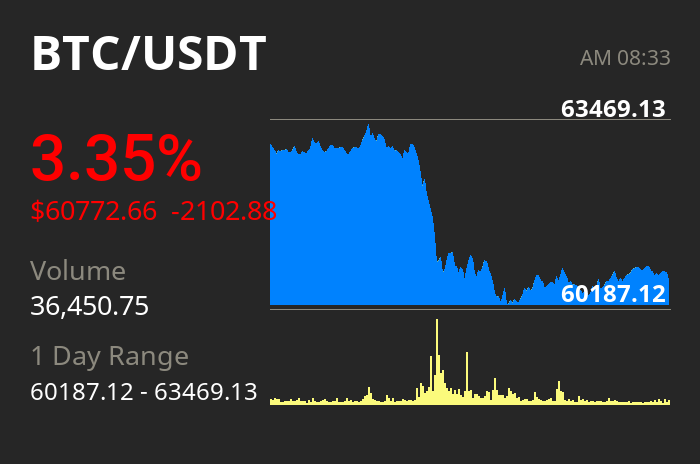 BTC/USDT
AM 08:33
63469.13
3.35%
$60772.66 -2102.88
Volume
36,450.75
60187.12
1 Day Range
60187.12 - 63469.13